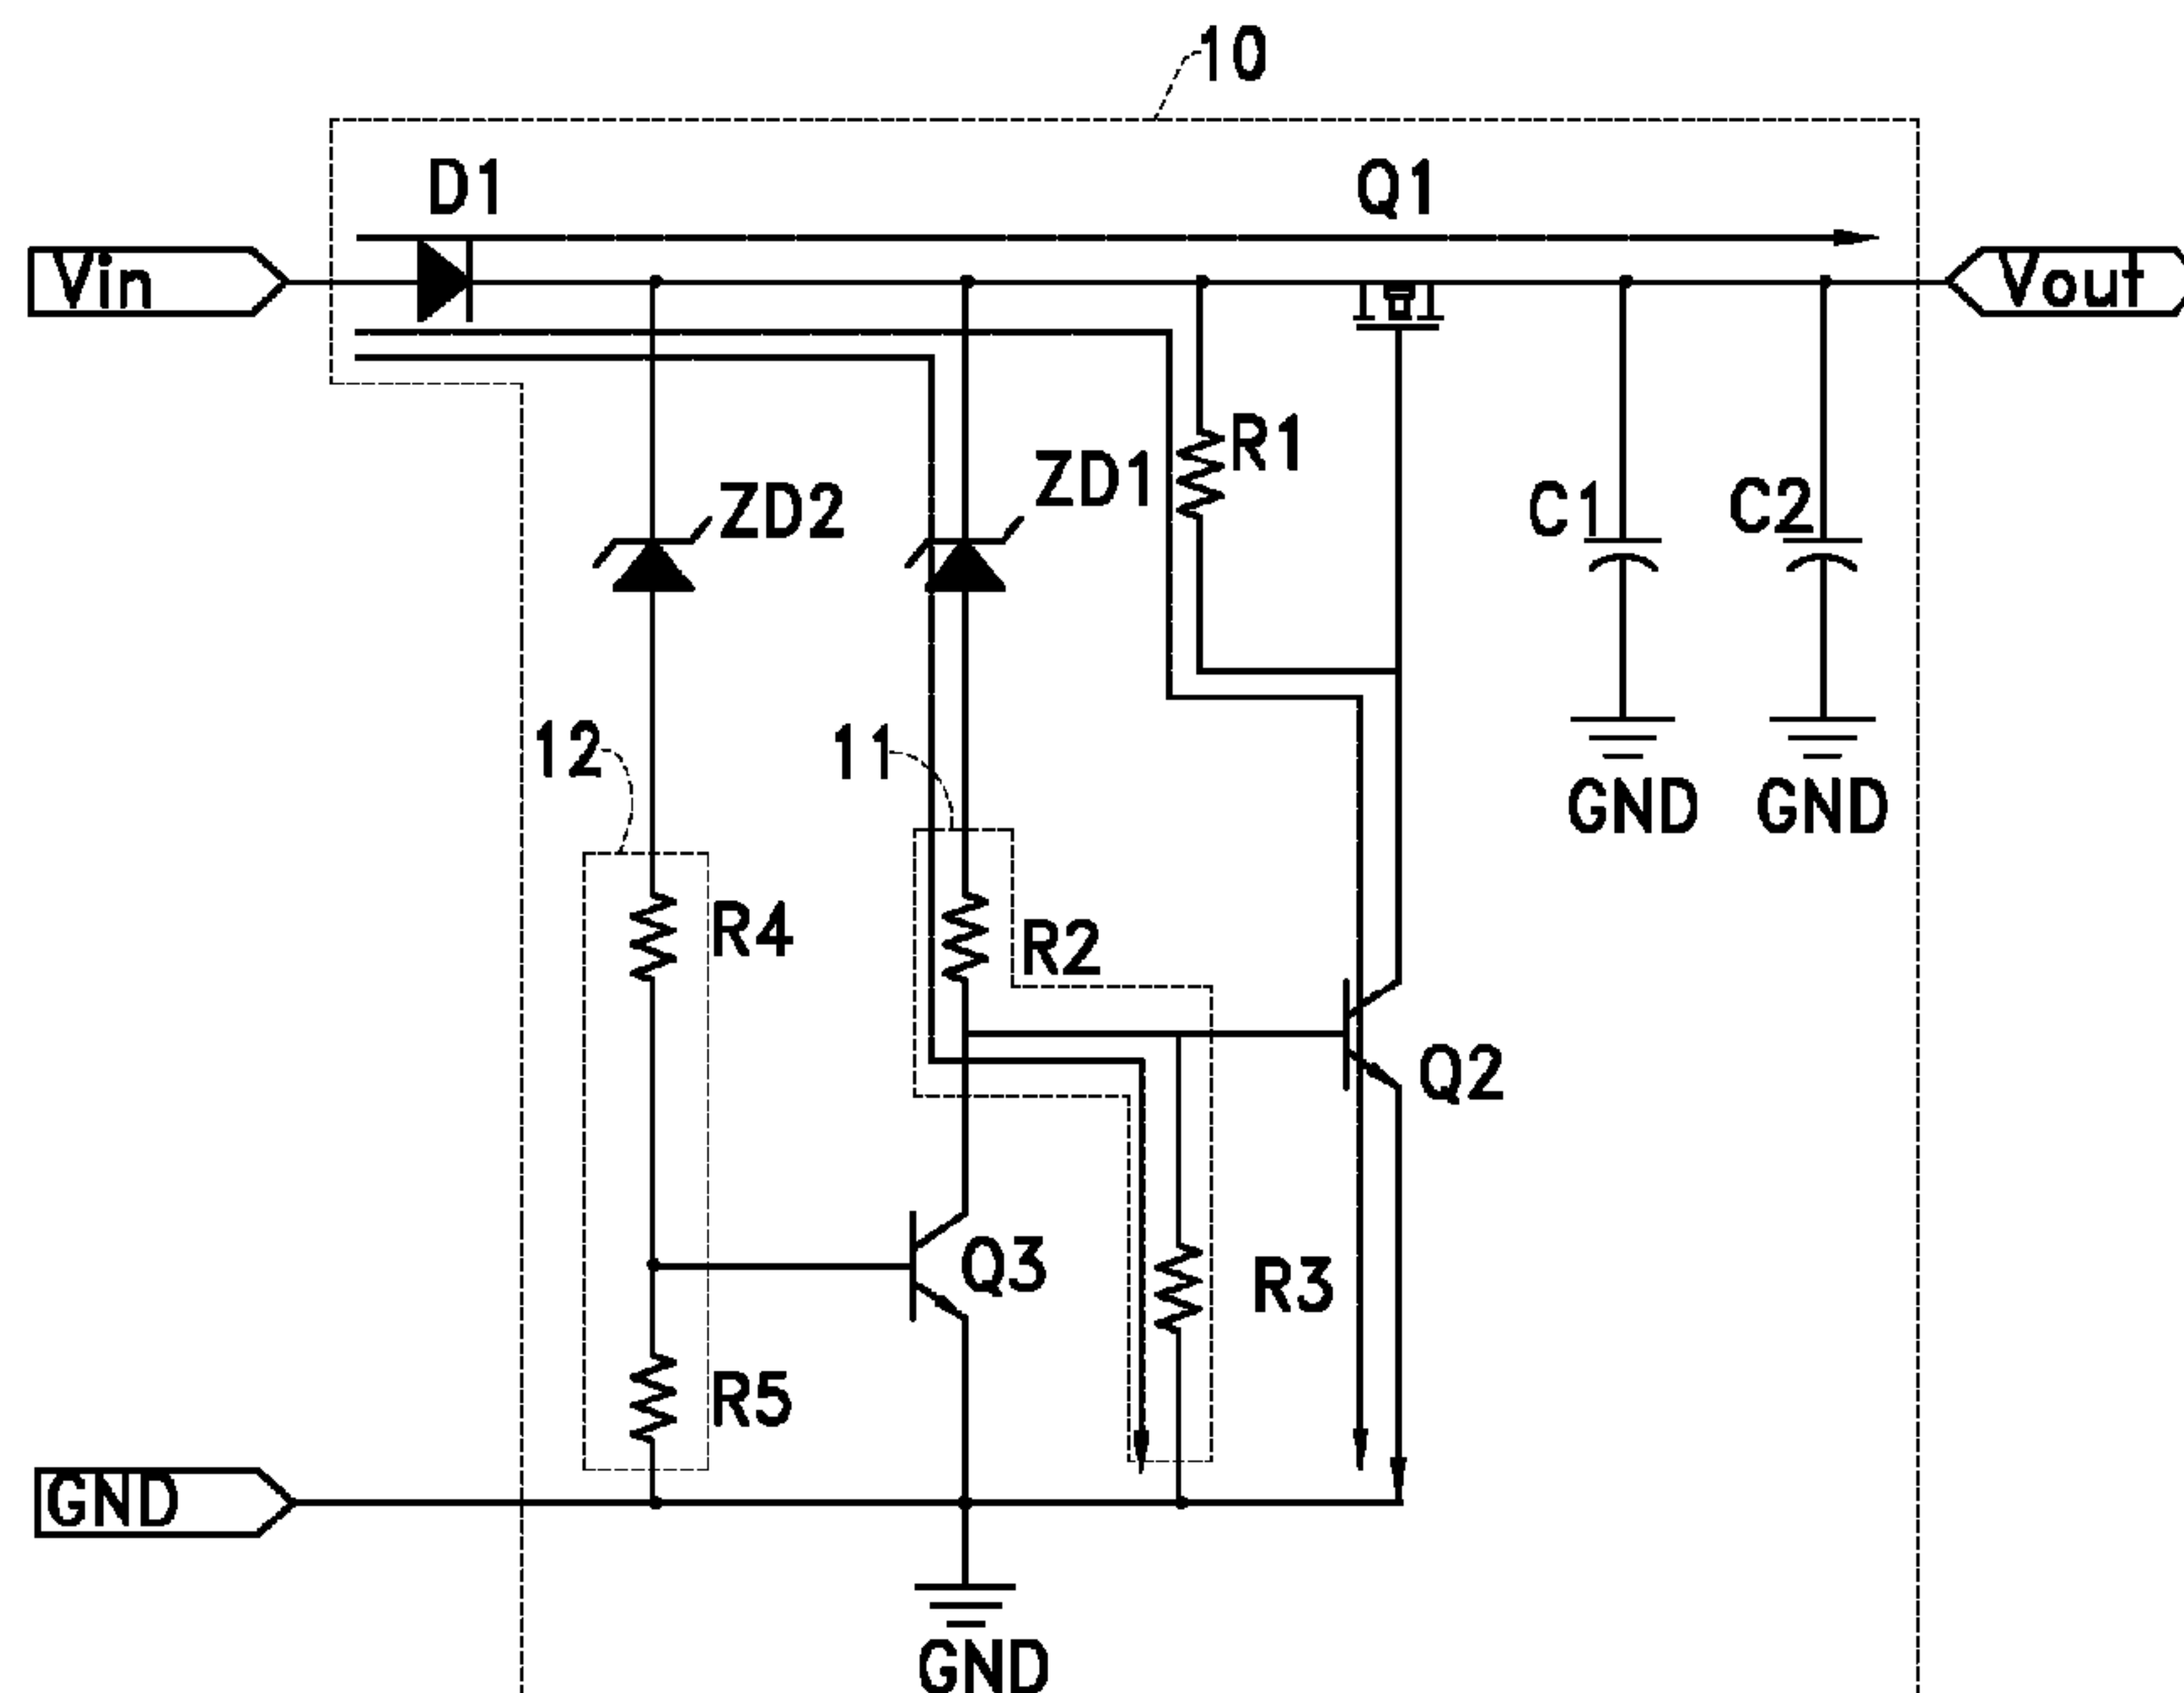 10
D1
Q1
Vin
Vout
R1
ZD1
ZD2
C1
C2
12
11
GND
GND
R4
R2
Q2
Q3
R3
R5
GND
GND